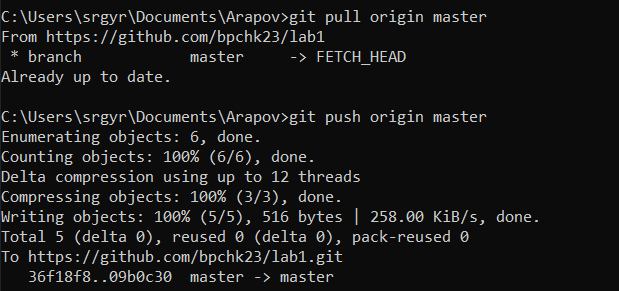 C:\Users\srgyr\Documents\Arapov>git pull origin master
From https://github.com/bpchk23/lab1
 * branch            master     -> FETCH_HEAD
Already up to date.

C:\Users\srgyr\Documents\Arapov>git push origin master
Enumerating objects: 6, done.
Counting objects: 100% (6/6), done.
Delta compression using up to 12 threads
Compressing objects: 100% (3/3), done.
Writing objects: 100% (5/5), 516 bytes | 258.00 KiB/s, done.
Total 5 (delta 0), reused 0 (delta 0), pack-reused 0
To https://github.com/bpchk23/lab1.git
   36f18f8..09b0c30  master -> master